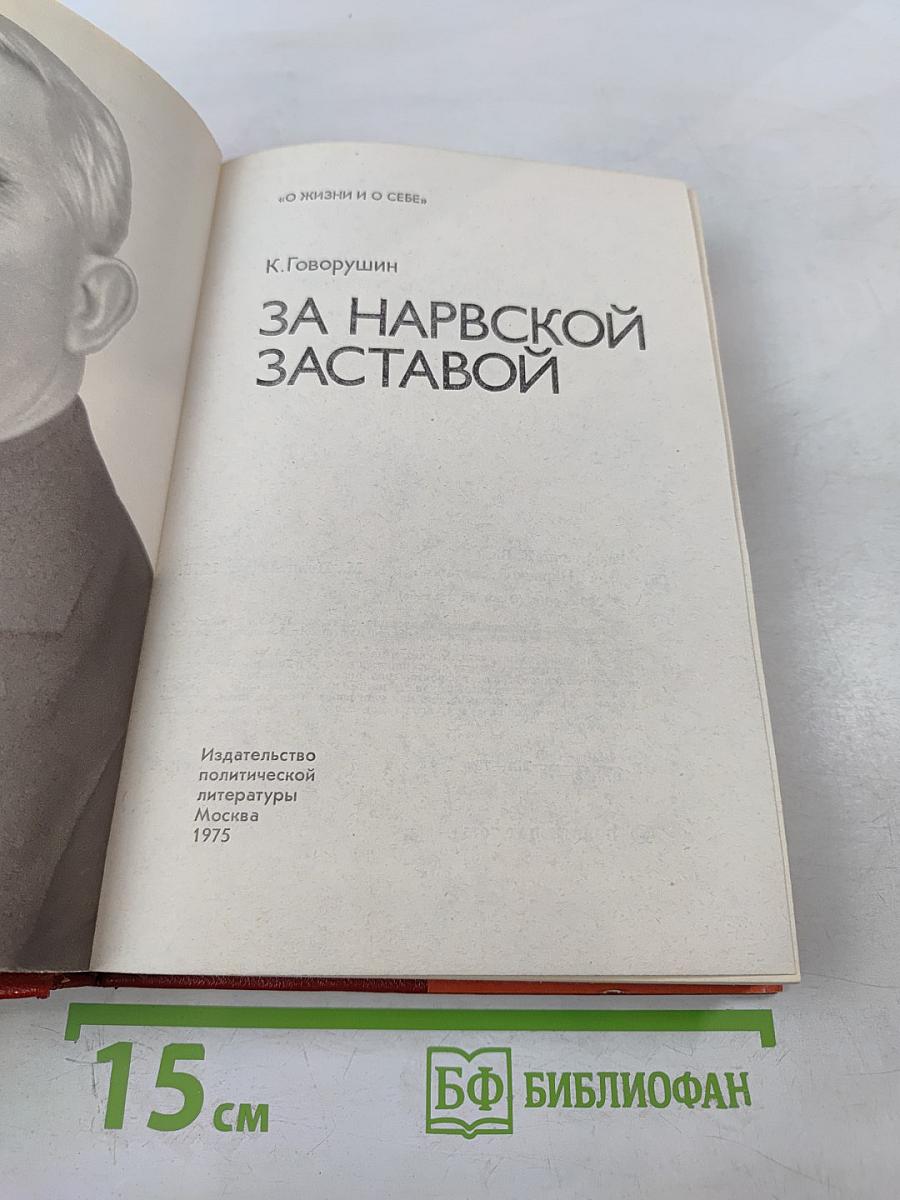 «О ЖИЗНИ И О СЕБЕ»
К. Говорушин
ЗА НАРВСКОЙ
ЗАСТАВОЙ
Издательство
политической
литературы
Москва
1975
15 см
БФ БИБЛИОФАН